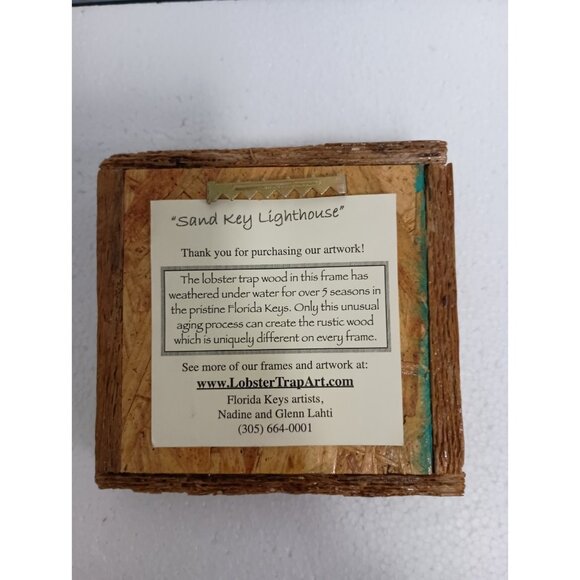 "Sand Key Lighthouse"
Thank you for purchasing our artwork!
The lobster trap wood in this frame has
weathered under water for over 5 seasons in
the pristine Florida Keys. Only this unusual
aging process can create the rustic wood
which is uniquely different on every frame.
See more of our frames and artwork at:
www.LobsterTrapArt.com
Florida Keys artists,
Nadine and Glenn Lahti
(305) 664-0001